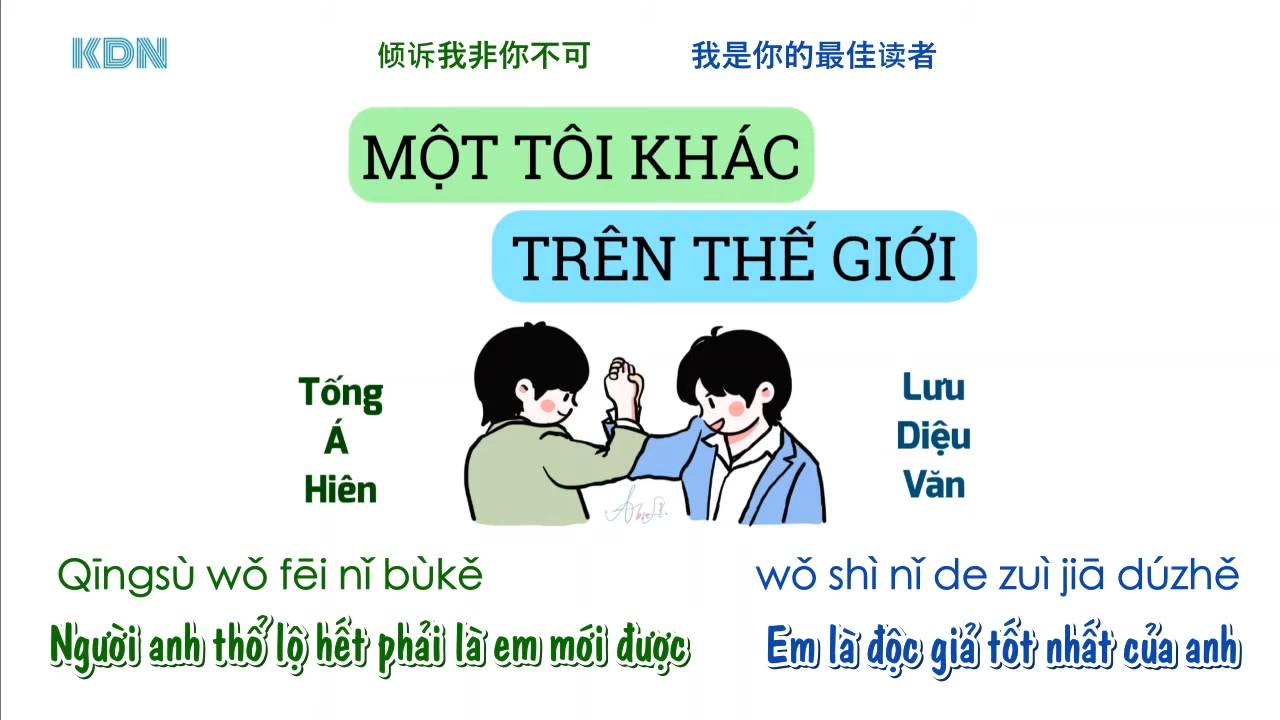 KDN
倾诉我非你不可 我是你的最佳读者
MỘT TÔI KHÁC
TRÊN THẾ GIỚI
Tống
Á
Hiên
Lưu
Diệu
Văn
Qīngsù wǒ fēi nǐ bùkě wǒ shì nǐ de zuì jiā dúzhě
Người anh thổ lộ hết phải là em mới được Em là độc giả tốt nhất của anh